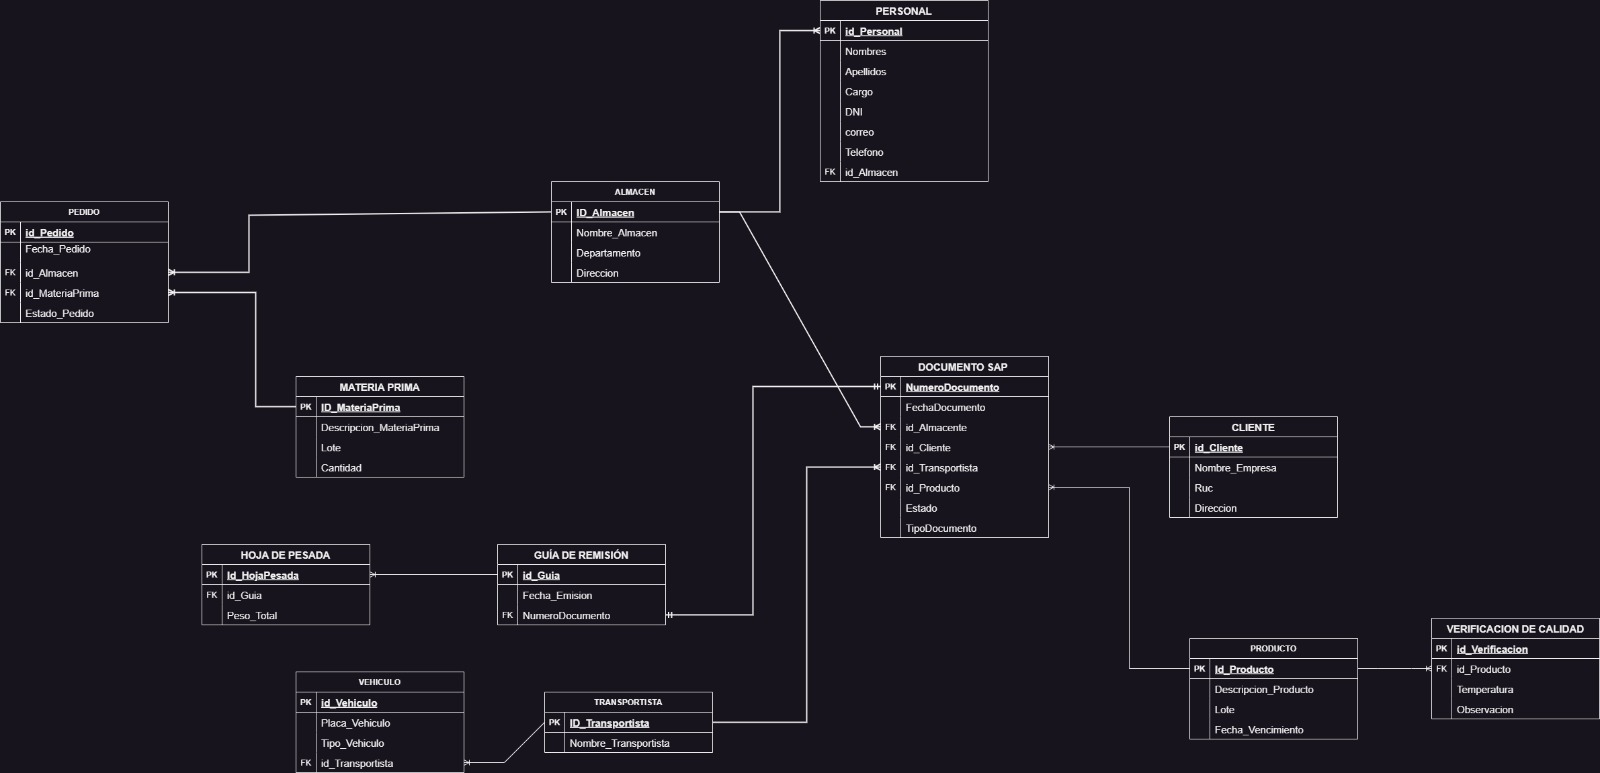 PERSONAL
PK id_Personal
Nombres
Apellidos
Cargo
DNI
correo
Telefono
FK id_Almacen
ALMACEN
PK ID_Almacen
Nombre_Almacen
Departamento
Direccion
PEDIDO
PK id_Pedido
Fecha_Pedido
FK id_Almacen
FK id_MateriaPrima
Estado_Pedido
MATERIA PRIMA
PK ID_MateriaPrima
Descripcion_MateriaPrima
Lote
Cantidad
DOCUMENTO SAP
PK NumeroDocumento
FechaDocumento
FK id_Almacente
FK id_Cliente
FK id_Transportista
FK id_Producto
Estado
TipoDocumento
CLIENTE
PK id_Cliente
Nombre_Empresa
Ruc
Direccion
HOJA DE PESADA
PK Id_HojaPesada
FK id_Guia
Peso_Total
GUÍA DE REMISIÓN
PK id_Guia
Fecha_Emision
FK NumeroDocumento
VEHICULO
PK id_Vehiculo
Placa_Vehiculo
Tipo_Vehiculo
FK id_Transportista
TRANSPORTISTA
PK ID_Transportista
Nombre_Transportista
PRODUCTO
PK Id_Producto
Descripcion_Producto
Lote
Fecha_Vencimiento
VERIFICACION DE CALIDAD
PK id_Verificacion
FK id_Producto
Temperatura
Observacion